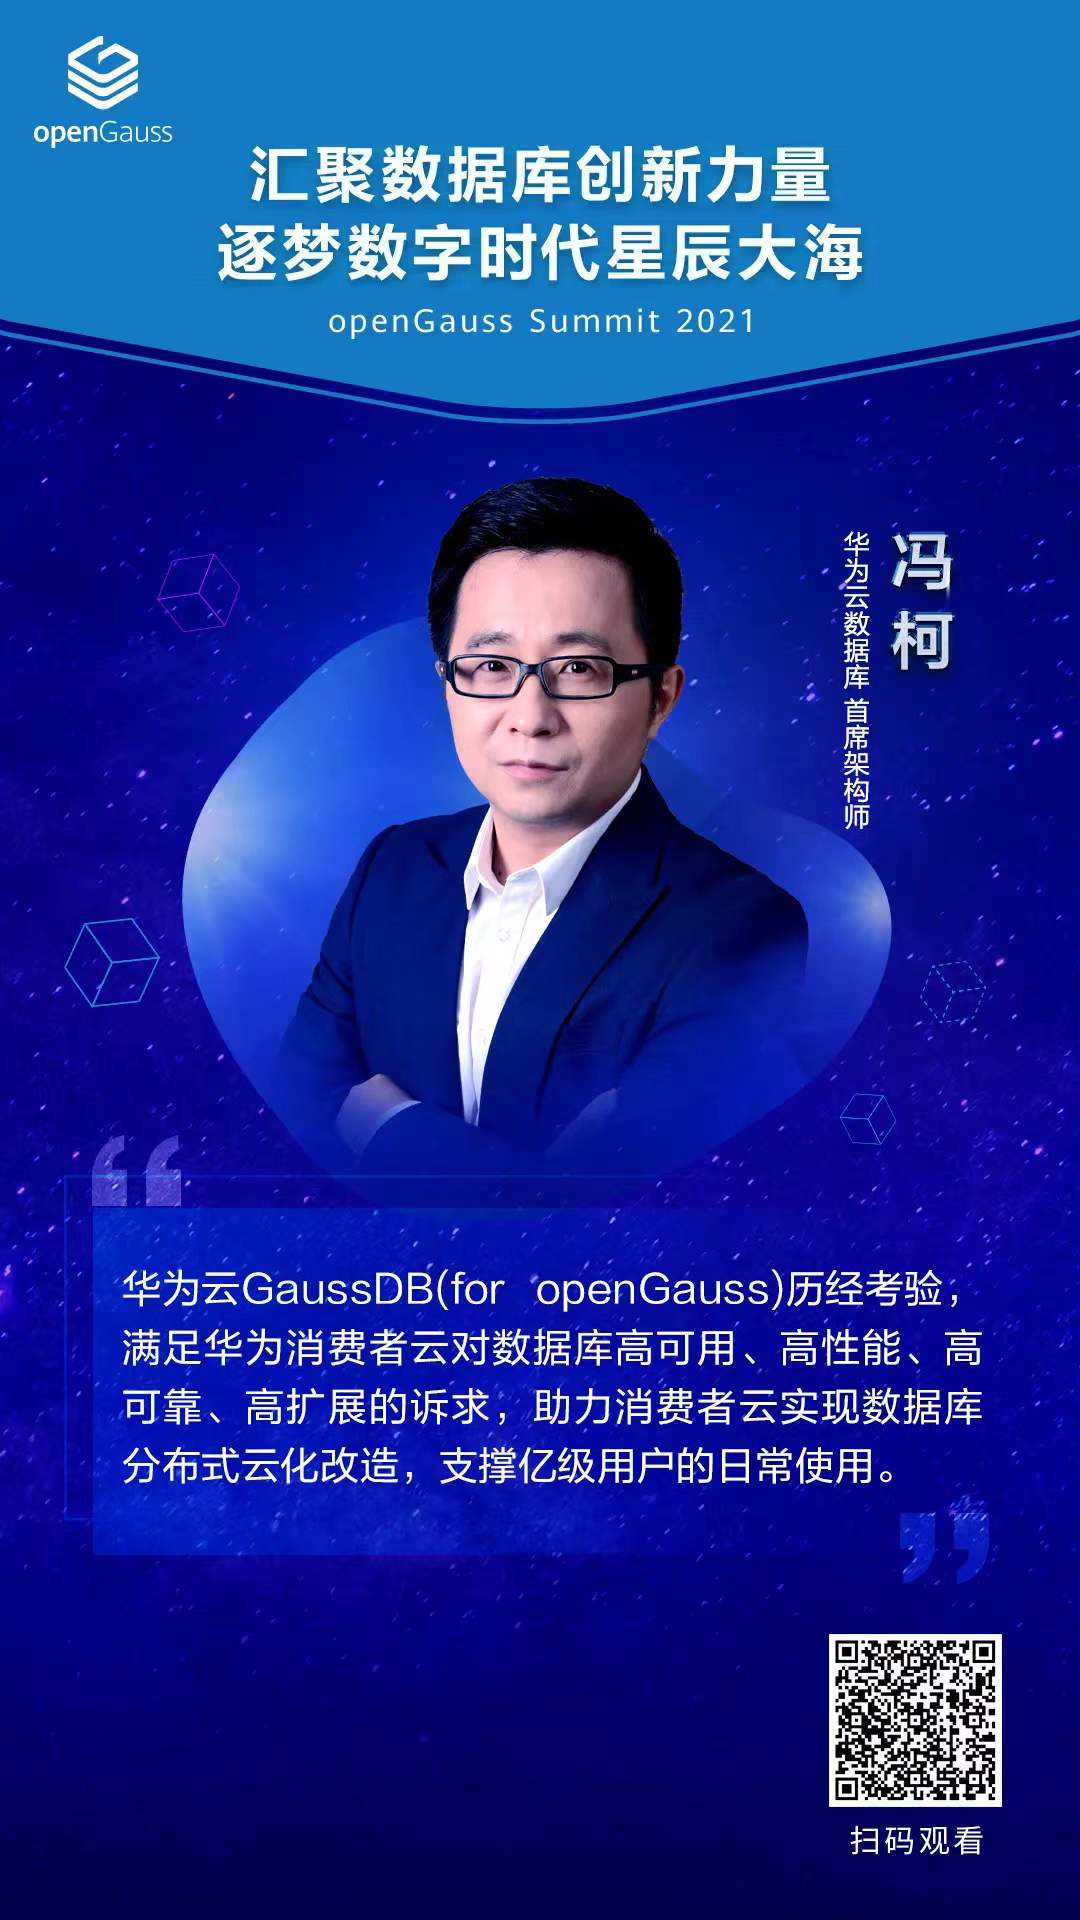 openGauss
汇聚数据库创新力量
逐梦数字时代星辰大海
openGauss Summit 2021
冯柯
华为云数据库 首席架构师
华为云GaussDB(for openGauss)历经考验，
满足华为消费者云对数据库高可用、高性能、高
可靠、高扩展的诉求，助力消费者云实现数据库
分布式云化改造，支撑亿级用户的日常使用。
扫码观看